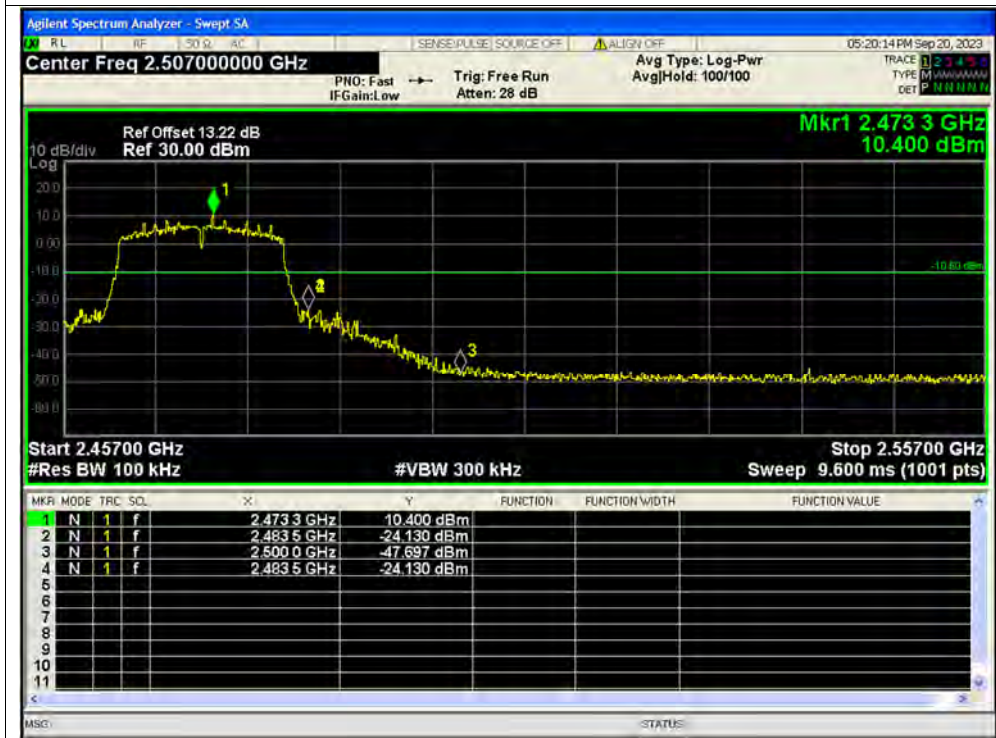 Agilent Spectrum Analyzer - Swept SA
RL RF 50 Ω AC SENSE:PULSE SOURCE OFF ALIGN OFF 05:20:14 PM Sep 20, 2023
Center Freq 2.507000000 GHz
PNO: Fast Trig: Free Run Avg Type: Log-Pwr TRACE 1 2 3 4 5 6
IFGain:Low Atten: 28 dB Avg|Hold: 100/100 TYPE M
DET P N N N N N
Mkr1 2.473 3 GHz
10.400 dBm
Ref Offset 13.22 dB
10 dB/div Ref 30.00 dBm
Log
20.0
10.0
0.00
-10.0
-20.0
-30.0
-40.0
-50.0
-60.0
1
2
3
-10.60 dBm
Start 2.45700 GHz Stop 2.55700 GHz
#Res BW 100 kHz #VBW 300 kHz Sweep 9.600 ms (1001 pts)
MKR MODE TRC SCL X Y FUNCTION FUNCTION WIDTH FUNCTION VALUE
1 N 1 f 2.473 3 GHz 10.400 dBm
2 N 1 f 2.483 5 GHz -24.130 dBm
3 N 1 f 2.500 0 GHz -47.697 dBm
4 N 1 f 2.483 5 GHz -24.130 dBm
5
6
7
8
9
10
11
MSG STATUS